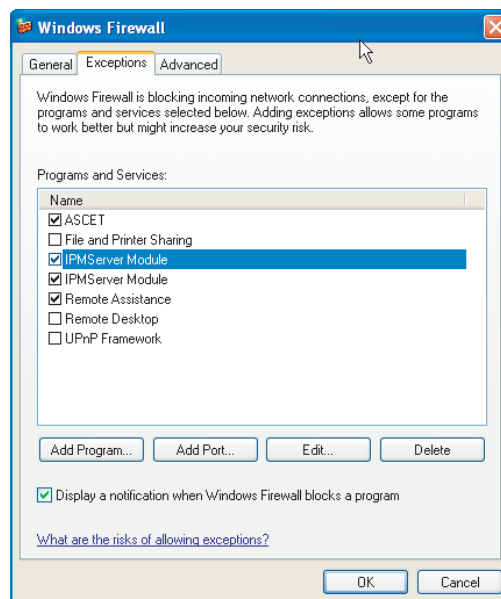 Windows Firewall
General
Exceptions
Advanced
Windows Firewall is blocking incoming network connections, except for the
programs and services selected below. Adding exceptions allows some programs
to work better but might increase your security risk.
Programs and Services:
Name
ASCET
File and Printer Sharing
IPMServer Module
IPMServer Module
Remote Assistance
Remote Desktop
UPnP Framework
Add Program...
Add Port...
Edit...
Delete
Display a notification when Windows Firewall blocks a program
What are the risks of allowing exceptions?
OK
Cancel